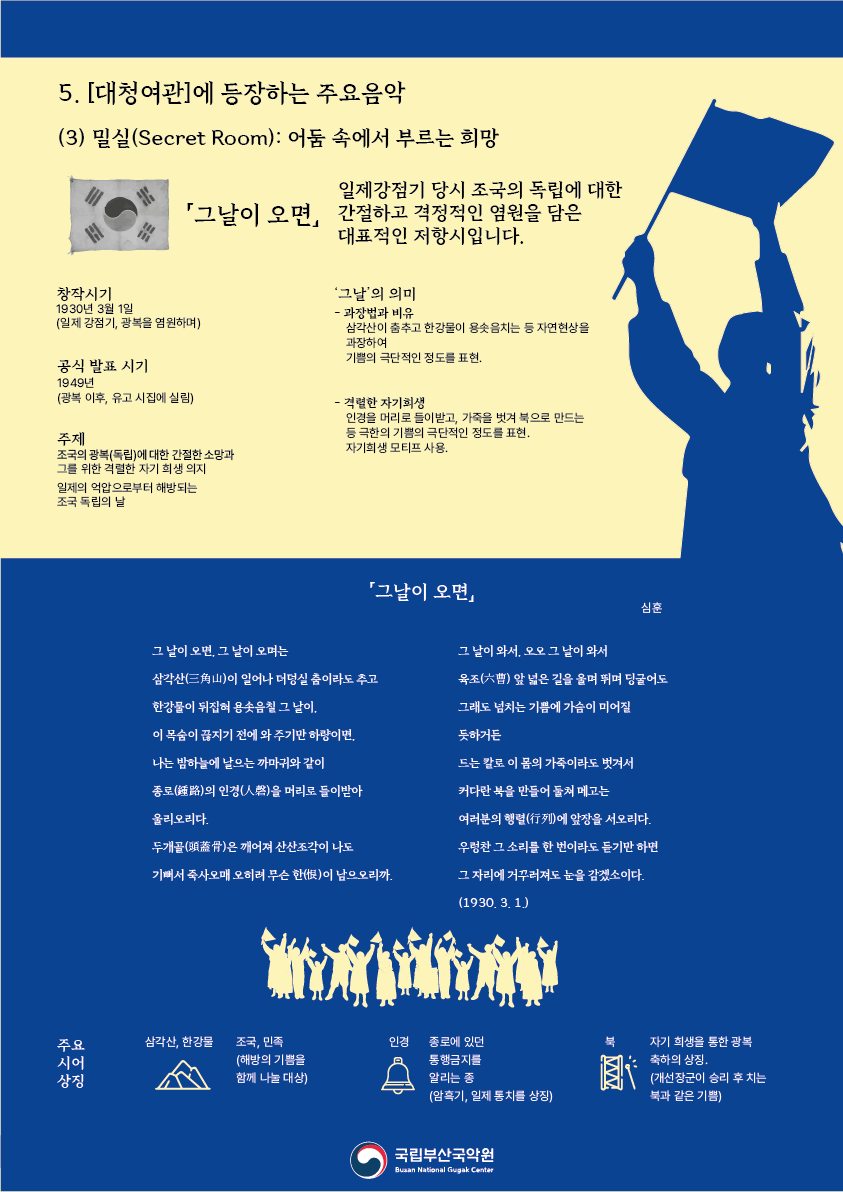 5. [대청여관]에 등장하는 주요음악
(3) 밀실(Secret Room): 어둠 속에서 부르는 희망
「그날이 오면」
일제강점기 당시 조국의 독립에 대한
간절하고 격정적인 염원을 담은
대표적인 저항시입니다.
창작시기
1930년 3월 1일
(일제 강점기, 광복을 염원하며)
공식 발표 시기
1949년
(광복 이후, 유고 시집에 실림)
주제
조국의 광복(독립)에 대한 간절한 소망과
그를 위한 격렬한 자기 희생 의지
일제의 억압으로부터 해방되는
조국 독립의 날
‘그날’의 의미
- 과장법과 비유
삼각산이 춤추고 한강물이 용솟음치는 등 자연현상을
과장하여
기쁨의 극단적인 정도를 표현.
- 격렬한 자기희생
인경을 머리로 들이받고, 가죽을 벗겨 북으로 만드는
등 극한의 기쁨의 극단적인 정도를 표현.
자기희생 모티프 사용.
「그날이 오면」
심훈
그 날이 오면, 그 날이 오며는
삼각산(三角山)이 일어나 더덩실 춤이라도 추고
한강물이 뒤집혀 용솟음칠 그 날이,
이 목숨이 끊지기 전에 와 주기만 하량이면,
나는 밤하늘에 날으는 까마귀와 같이
종로(鍾路)의 인경(人磬)을 머리로 들이받아
울리오리다.
두개골(頭蓋骨)은 깨어져 산산조각이 나도
기뻐서 죽사오매 오히려 무슨 한(恨)이 남으오리까.
그 날이 와서, 오오 그 날이 와서
육조(六曹) 앞 넓은 길을 울며 뛰며 딩굴어도
그래도 넘치는 기쁨에 가슴이 미어질
듯하거든
드는 칼로 이 몸의 가죽이라도 벗겨서
커다란 북을 만들어 둘쳐 메고는
여러분의 행렬(行列)에 앞장을 서오리다.
우렁찬 그 소리를 한 번이라도 듣기만 하면
그 자리에 거꾸러져도 눈을 감겠소이다.
(1930. 3. 1.)
주요
시어
상징
삼각산, 한강물
조국, 민족
(해방의 기쁨을
함께 나눌 대상)
인경
종로에 있던
통행금지를
알리는 종
(암흑기, 일제 통치를 상징)
북
자기 희생을 통한 광복
축하의 상징.
(개선장군이 승리 후 치는
북과 같은 기쁨)
국립부산국악원
Busan National Gugak Center